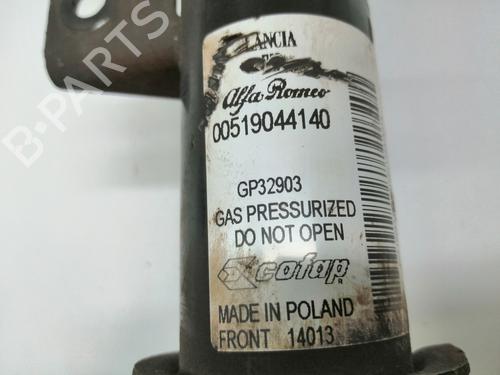 LANCIA
Alfa Romeo
00519044140
GP32903
GAS PRESSURIZED
DO NOT OPEN
cofap
MADE IN POLAND
FRONT 14013
B-PARTS